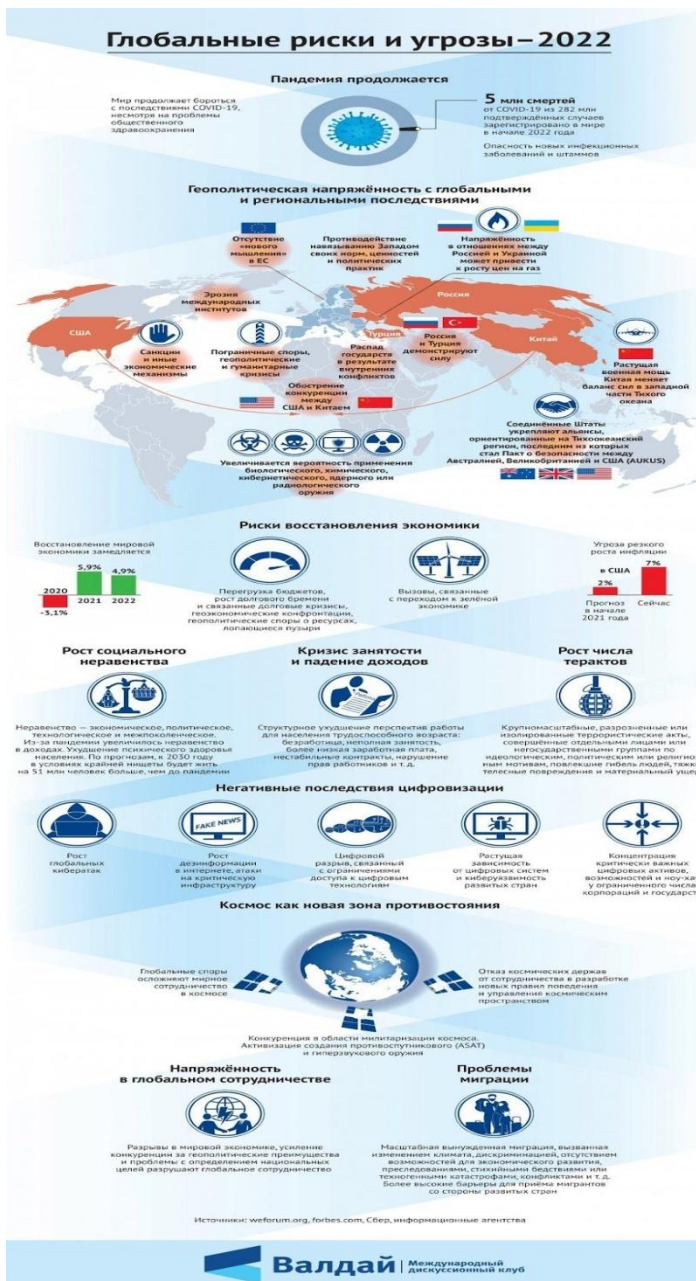 Глобальные риски и угрозы – 2022
Пандемия продолжается
Мир продолжает бороться
с последствиями COVID-19,
несмотря на проблемы
общественного
здравоохранения
5 млн смертей
от COVID-19 из 282 млн
подтверждённых случаев
зарегистрировано в мире
в начале 2022 года
Опасность новых инфекционных
заболеваний и штаммов
Геополитическая напряжённость с глобальными
и региональными последствиями
Отсутствие
«нового
мышления»
в ЕС
Противодействие
навязыванию Западом
своих норм, ценностей
и политических
практик
Напряжённость
в отношениях между
Россией и Украиной
может привести
к росту цен на газ
Эрозия
международных
институтов
Россия
США
Турция
Китай
Санкции
и иные
экономические
механизмы
Пограничные споры,
геополитические
и гуманитарные
кризисы
Распад
государств
в результате
внутренних
конфликтов
Россия
и Турция
демонстрируют
силу
Растущая
военная мощь
Китая меняет
баланс сил в западной
части Тихого
океана
Обострение
конкуренции
между
США и Китаем
Соединённые Штаты
укрепляют альянсы,
ориентированные на Тихоокеанский
регион, последним из которых
стал Пакт о безопасности между
Австралией, Великобританией и США (AUKUS)
Увеличивается вероятность применения
биологического, химического,
кибернетического, ядерного или
радиологического
оружия
Риски восстановления экономики
Восстановление мировой
экономики замедляется
5,9%
4,9%
2020
2021
2022
-3,1%
Перегрузка бюджетов,
рост долгового бремени
и связанные долговые кризисы,
геоэкономические конфронтации,
геополитические споры о ресурсах,
лопающиеся пузыри
Вызовы, связанные
с переходом к зелёной
экономике
Угроза резкого
роста инфляции
в США
7%
2%
Прогноз
в начале
2021 года
Сейчас
Рост социального
неравенства
Неравенство — экономическое, политическое,
технологическое и межпоколенческое.
Из-за пандемии увеличилось неравенство
в доходах. Ухудшение психического здоровья
населения. По прогнозам, к 2030 году
в условиях крайней нищеты будет жить
на 51 млн человек больше, чем до пандемии
Кризис занятости
и падение доходов
Структурное ухудшение перспектив работы
для населения трудоспособного возраста:
безработица, неполная занятость,
более низкая заработная плата,
нестабильные контракты, нарушение
прав работников и т. д.
Рост числа
терактов
Крупномасштабные, разрозненные или
изолированные террористические акты,
совершённые отдельными лицами или
негосударственными группами по
идеологическим, политическим или религиоз
ным мотивам, повлекшие гибель людей, тяжк
телесные повреждения и материальный ущер
Негативные последствия цифровизации
FAKE NEWS
Рост
глобальных
кибератак
Рост
дезинформации
в интернете, атаки
на критическую
инфраструктуру
Цифровой
разрыв, связанный
с ограничениями
доступа к цифровым
технологиям
Растущая
зависимость
от цифровых систем
и киберуязвимость
развитых стран
Концентрация
критически важных
цифровых активов,
возможностей и ноу-хау
у ограниченного числа
корпораций и государст
Космос как новая зона противостояния
Глобальные споры
осложняют мирное
сотрудничество
в космосе
Отказ космических держав
от сотрудничества в разработке
новых правил поведения
и управления космическим
пространством
Конкуренция в области милитаризации космоса.
Активизация создания противоспутникового (ASAT)
и гиперзвукового оружия
Напряжённость
в глобальном сотрудничестве
Разрывы в мировой экономике, усиление
конкуренции за геополитические преимущества
и проблемы с определением национальных
целей разрушают глобальное сотрудничество
Проблемы
миграции
Масштабная вынужденная миграция, вызванная
изменением климата, дискриминацией, отсутствием
возможностей для экономического развития,
преследованиями, стихийными бедствиями или
техногенными катастрофами, конфликтами и т. д.
Более высокие барьеры для приёма мигрантов
со стороны развитых стран
Источники: weforum.org, forbes.com, Сбер, информационные агентства
Валдай | Международный
дискуссионный клуб